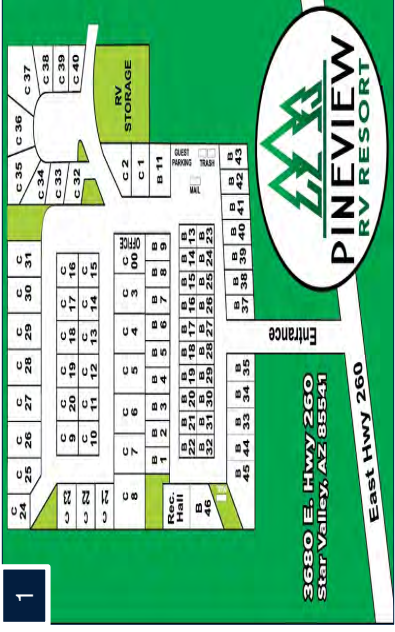 1
C 24
C 25
C 26
C 27
C 28
C 29
C 30
C 31
C 35
C 36
C 37
C 34
C 33
C 32
C 38
C 39
C 40
C 23
C 22
C 21
C 9
C 20
C 19
C 18
C 17
C 16
C 10
C 11
C 12
C 13
C 14
C 15
C 8
C 7
C 6
C 5
C 4
C 3
C 00
OFFICE
C 2
C 1
B 11
RV
STORAGE
B 1
B 2
B 3
B 4
B 5
B 6
B 7
B 8
B 9
Rec.
Hall
B 46
B 22
B 21
B 20
B 19
B 18
B 17
B 16
B 15
B 14
B 13
B 32
B 31
B 30
B 29
B 28
B 27
B 26
B 25
B 24
B 23
GUEST
PARKING
TRASH
MAIL
B 45
B 44
B 33
B 34
B 35
B 37
B 38
B 39
B 40
B 41
B 42
B 43
Entrance
3680 E. Hwy 260
Star Valley, AZ 85541
East Hwy 260
PINEVIEW
RV RESORT